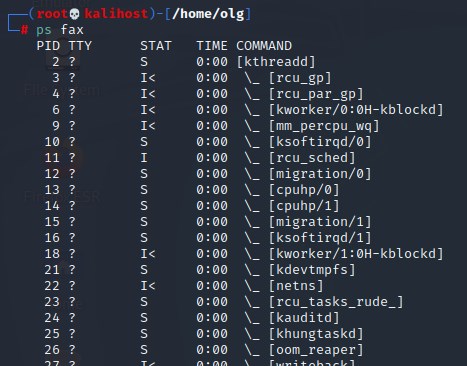 ┌──(root💀kalihost)-[/home/olg]
└─# ps fax
PID TTY STAT TIME COMMAND
2 ? S 0:00 [kthreadd]
3 ? I< 0:00 \_ [rcu_gp]
4 ? I< 0:00 \_ [rcu_par_gp]
6 ? I< 0:00 \_ [kworker/0:0H-kblockd]
9 ? I< 0:00 \_ [mm_percpu_wq]
10 ? S 0:00 \_ [ksoftirqd/0]
11 ? I 0:00 \_ [rcu_sched]
12 ? S 0:00 \_ [migration/0]
13 ? S 0:00 \_ [cpuhp/0]
14 ? S 0:00 \_ [cpuhp/1]
15 ? S 0:00 \_ [migration/1]
16 ? S 0:00 \_ [ksoftirqd/1]
18 ? I< 0:00 \_ [kworker/1:0H-kblockd]
21 ? S 0:00 \_ [kdevtmpfs]
22 ? I< 0:00 \_ [netns]
23 ? S 0:00 \_ [rcu_tasks_rude_]
24 ? S 0:00 \_ [kauditd]
25 ? S 0:00 \_ [khungtaskd]
26 ? S 0:00 \_ [oom_reaper]
27 ? I< 0:00 \_ [writeback]